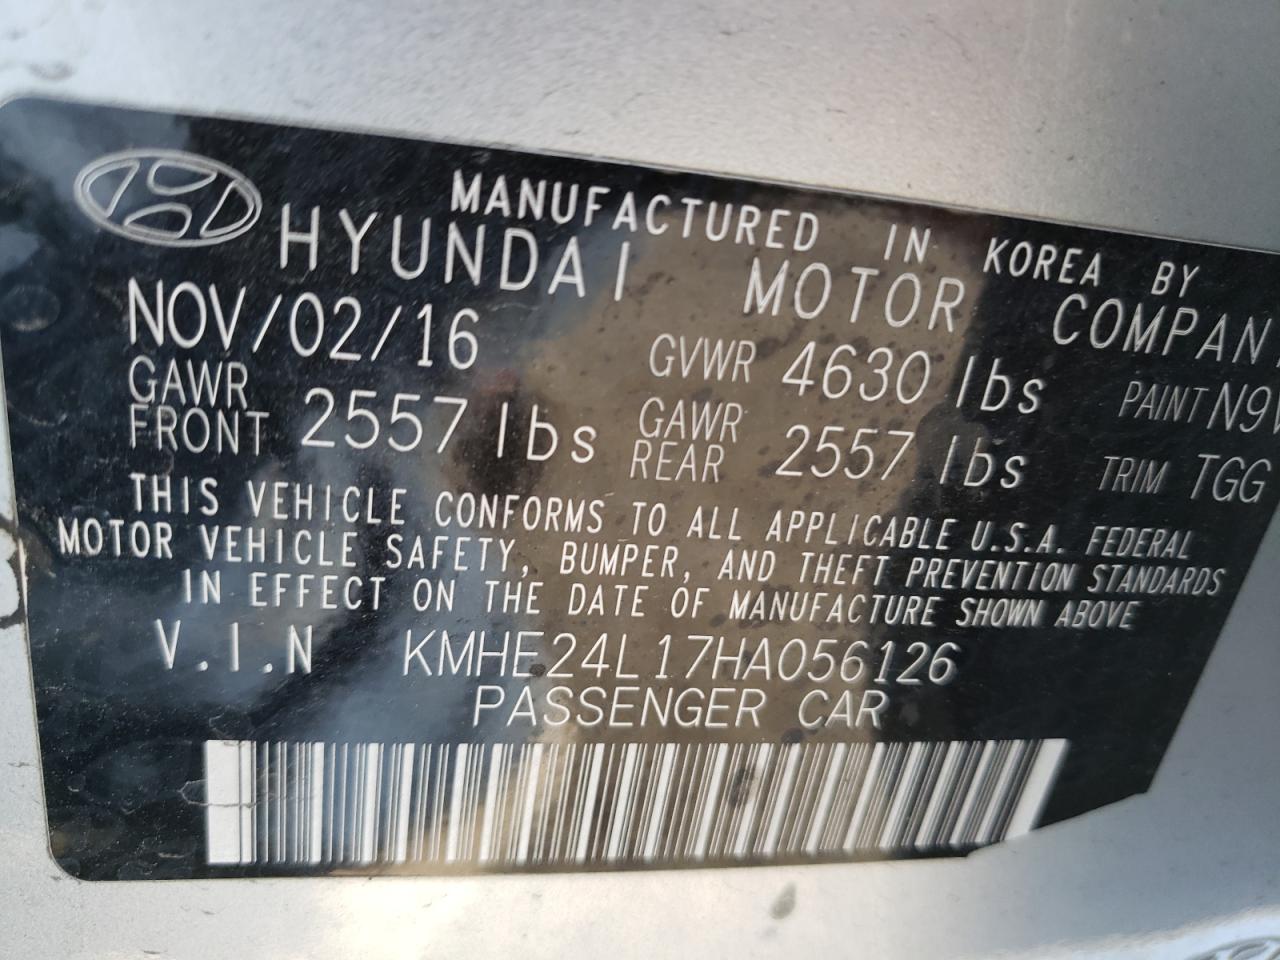 MANUFACTURED IN KOREA BY
HYUNDAI MOTOR COMPANY
NOV/02/16 GVWR 4630 lbs PAINT N9V
GAWR FRONT 2557 lbs GAWR REAR 2557 lbs TRIM TGG
THIS VEHICLE CONFORMS TO ALL APPLICABLE U.S.A. FEDERAL
MOTOR VEHICLE SAFETY, BUMPER, AND THEFT PREVENTION STANDARDS
IN EFFECT ON THE DATE OF MANUFACTURE SHOWN ABOVE
V.I.N KMHE24L17HA056126
PASSENGER CAR